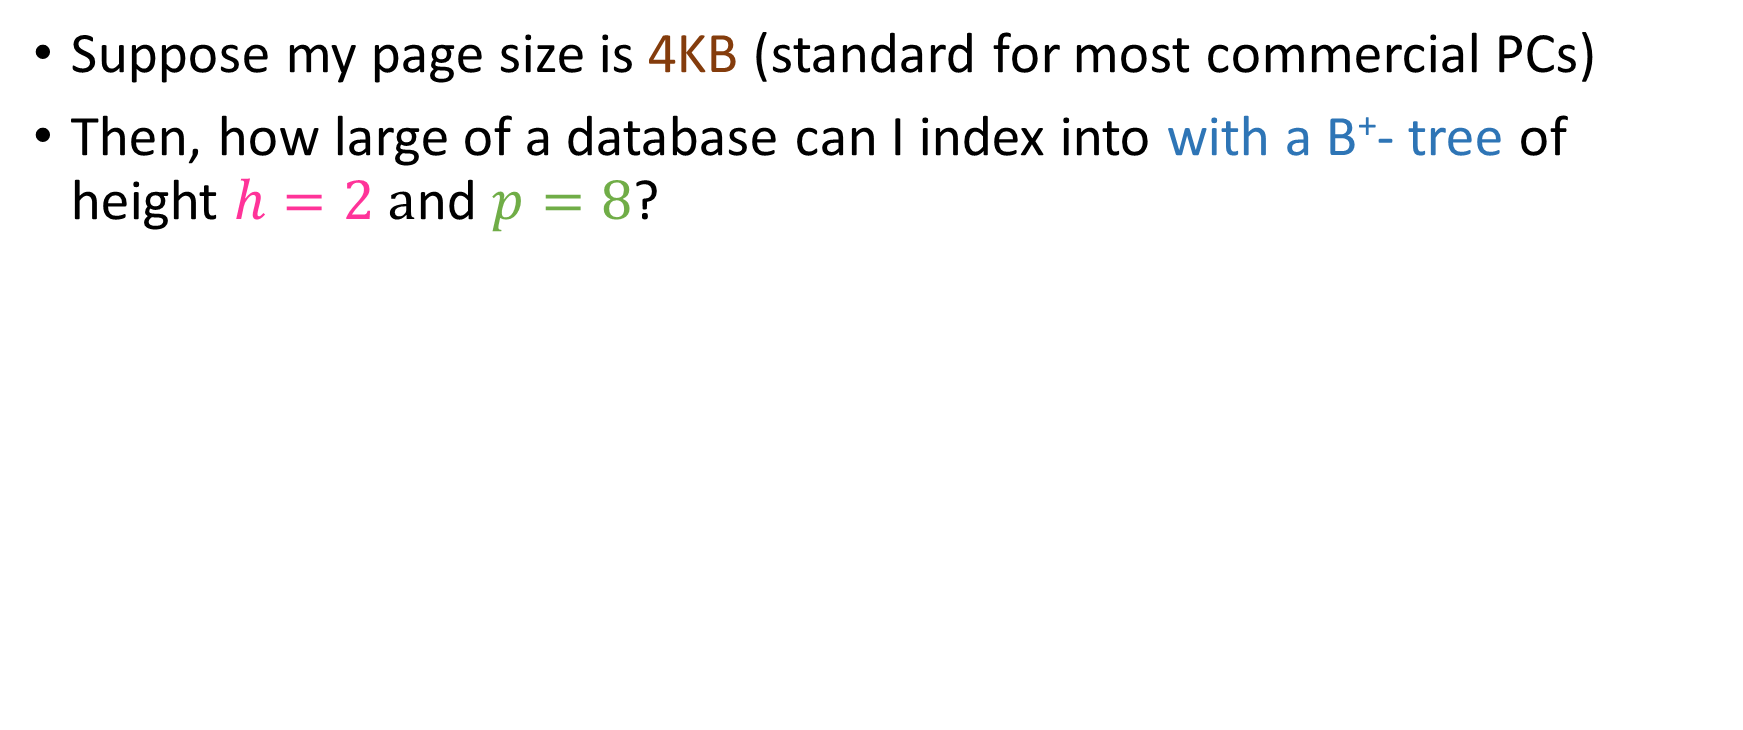 • Suppose my page size is 4KB (standard for most commercial PCs)
• Then, how large of a database can I index into with a B⁺- tree of
height h = 2 and p = 8?